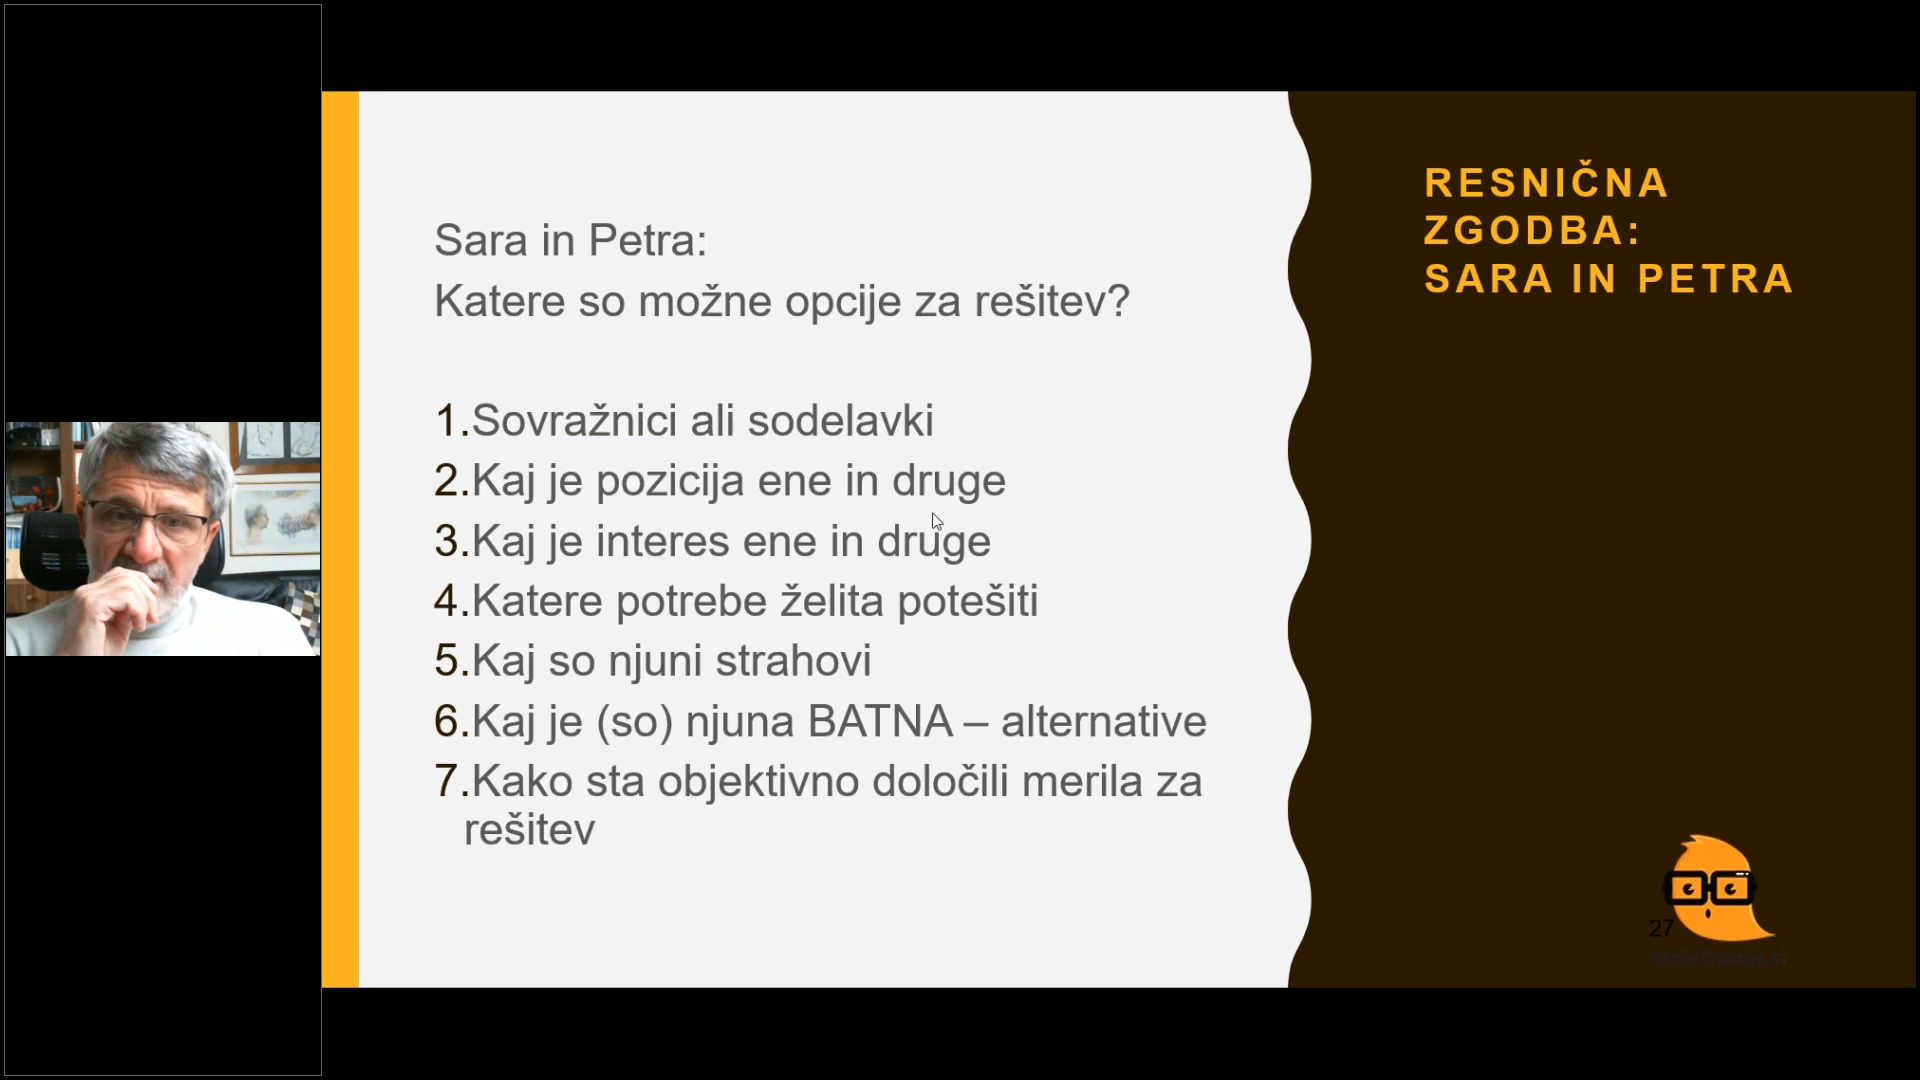 Sara in Petra:
Katere so možne opcije za rešitev?
1.Sovražnici ali sodelavki
2.Kaj je pozicija ene in druge
3.Kaj je interes ene in druge
4.Katere potrebe želita potešiti
5.Kaj so njuni strahovi
6.Kaj je (so) njuna BATNA – alternative
7.Kako sta objektivno določili merila za
rešitev
RESNIČNA
ZGODBA:
SARA IN PETRA
27